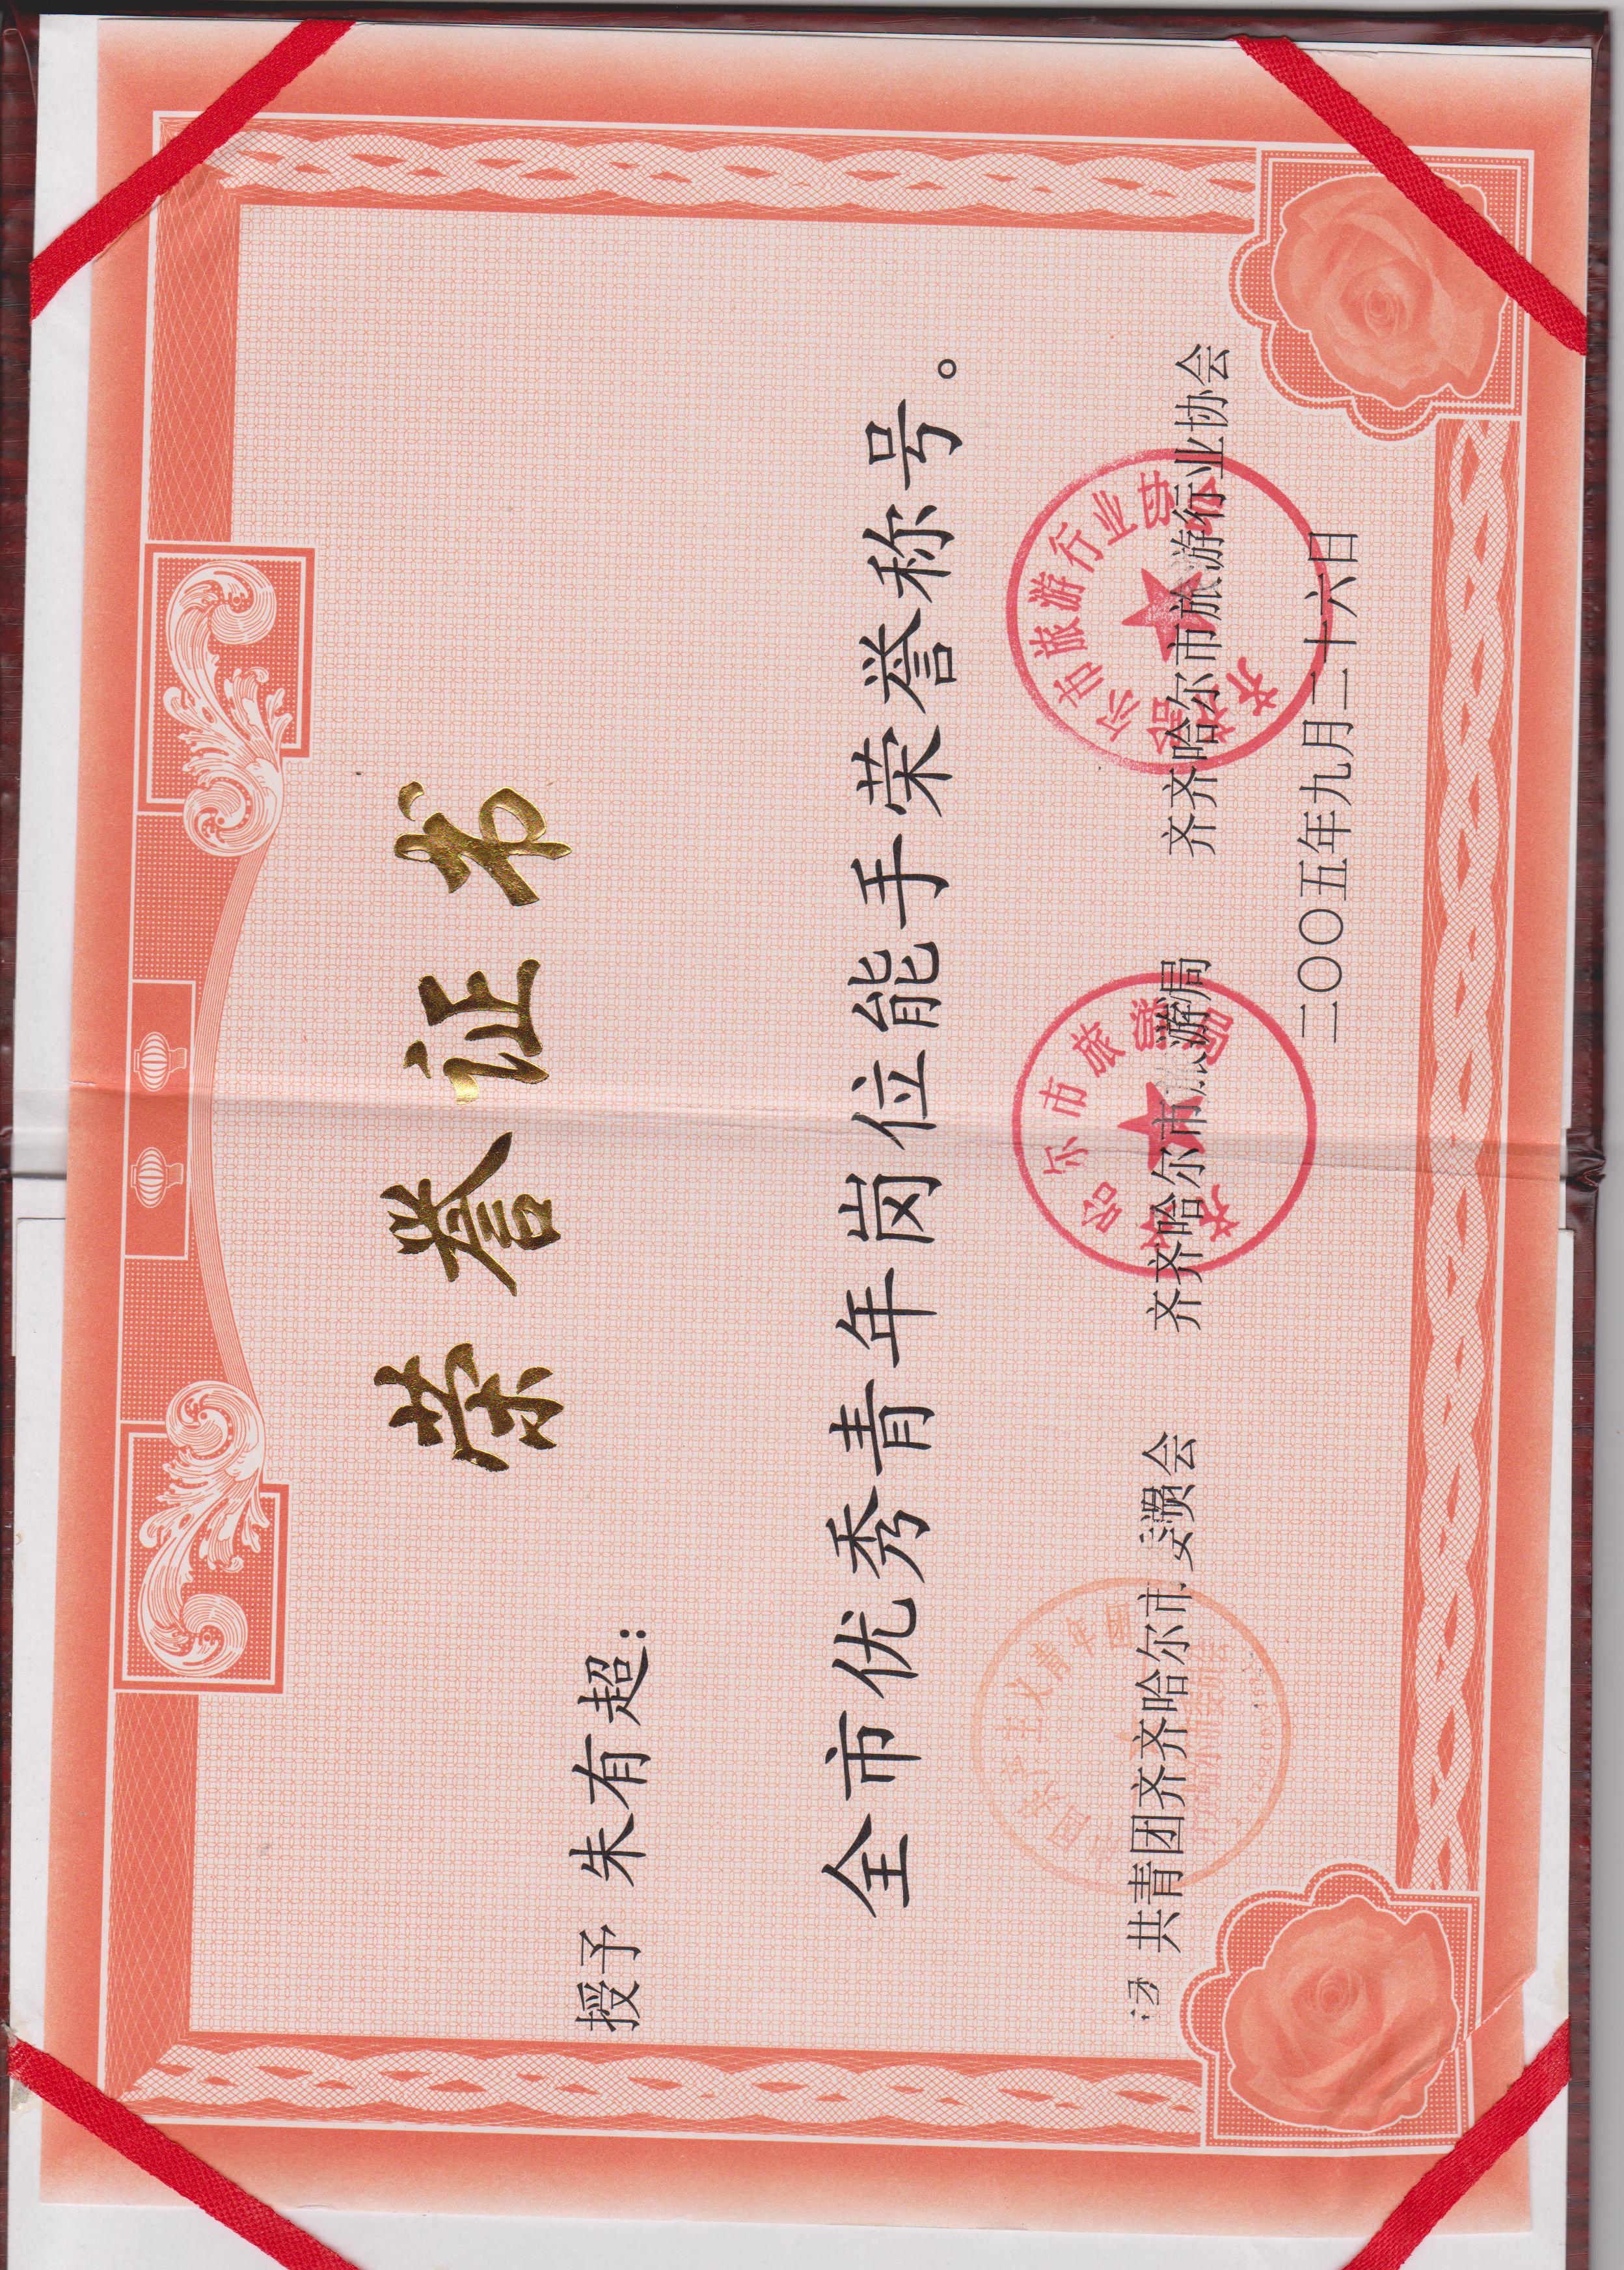 荣誉证书
授予 朱有超:
全市优秀青年岗位能手荣誉称号。
共青团齐齐哈尔市委员会 齐齐哈尔市旅游局 齐齐哈尔市旅游行业协会
二〇〇五年九月二十六日